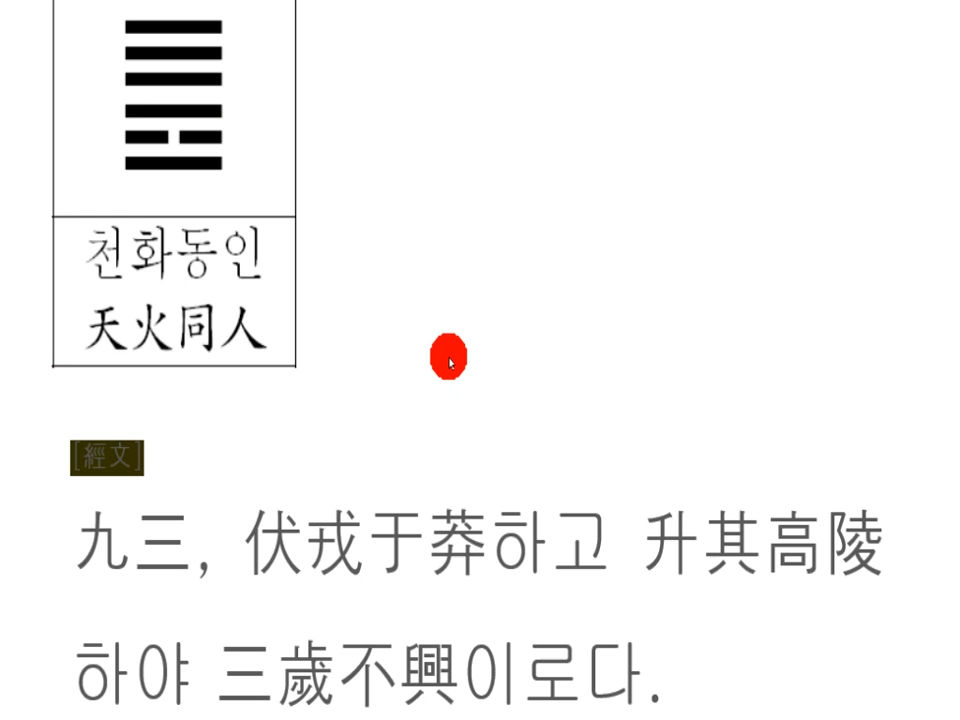 천화동인
天火同人
[經文]
九三, 伏戎于莽하고 升其高陵
하야 三歲不興이로다.